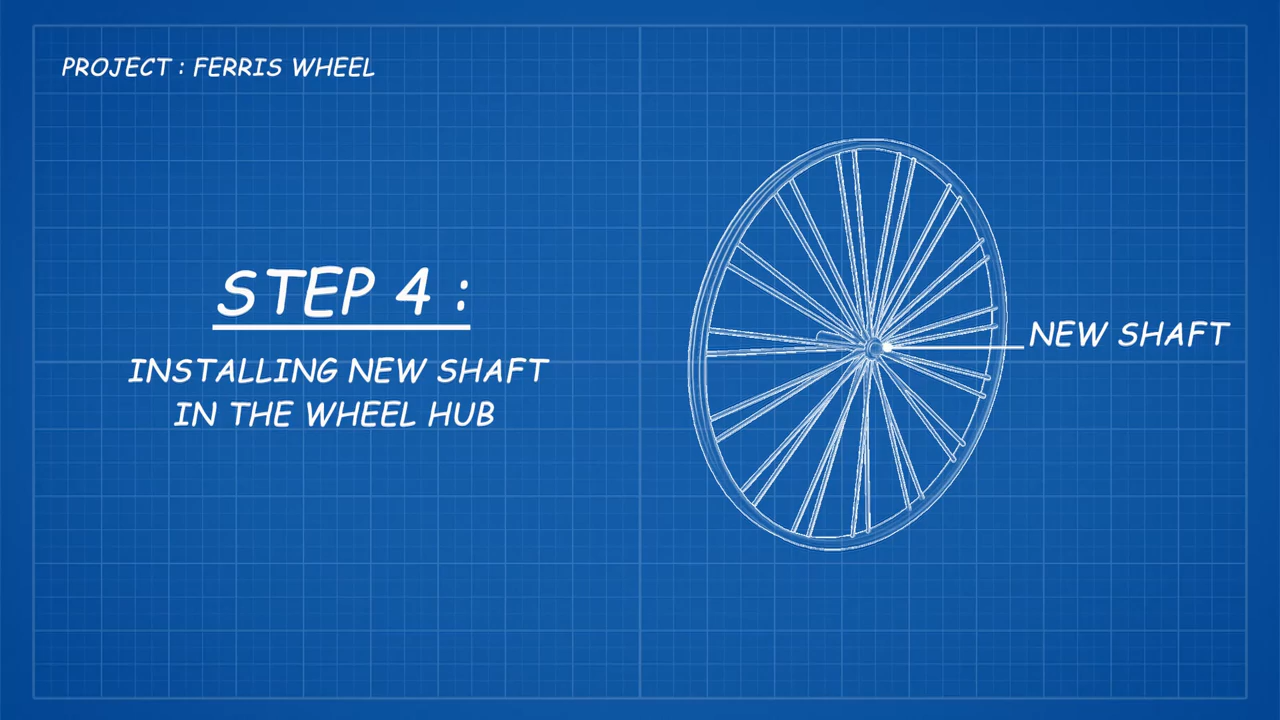 PROJECT : FERRIS WHEEL
STEP 4 :
INSTALLING NEW SHAFT
IN THE WHEEL HUB
NEW SHAFT